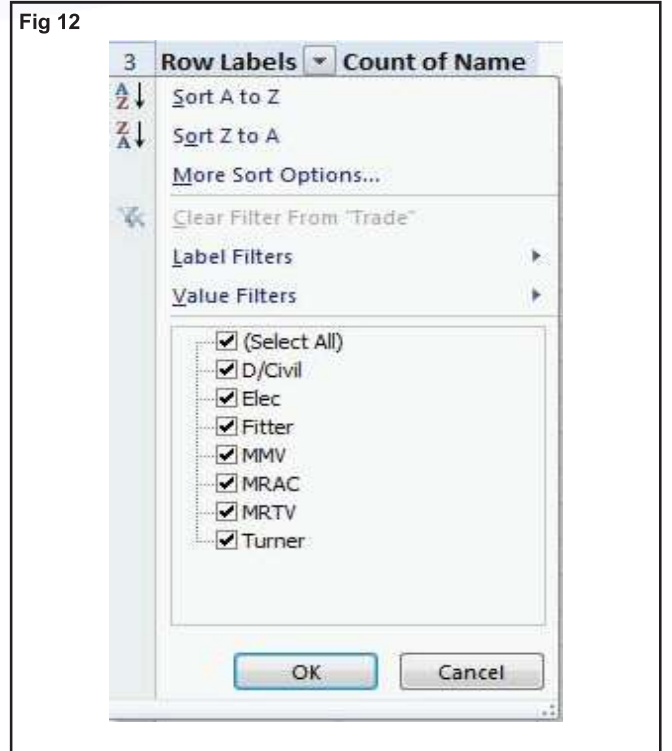 Fig 12
3 Row Labels Count of Name
A Z Sort A to Z
Z A Sort Z to A
More Sort Options...
Clear Filter From "Trade"
Label Filters
Value Filters
(Select All)
D/Civil
Elec
Fitter
MMV
MRAC
MRTV
Turner
OK Cancel